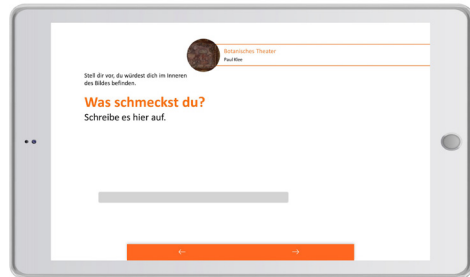 Botanisches Theater
Paul Klee
Stell dir vor, du würdest dich im Inneren
des Bildes befinden.
Was schmeckst du?
Schreibe es hier auf.
← →